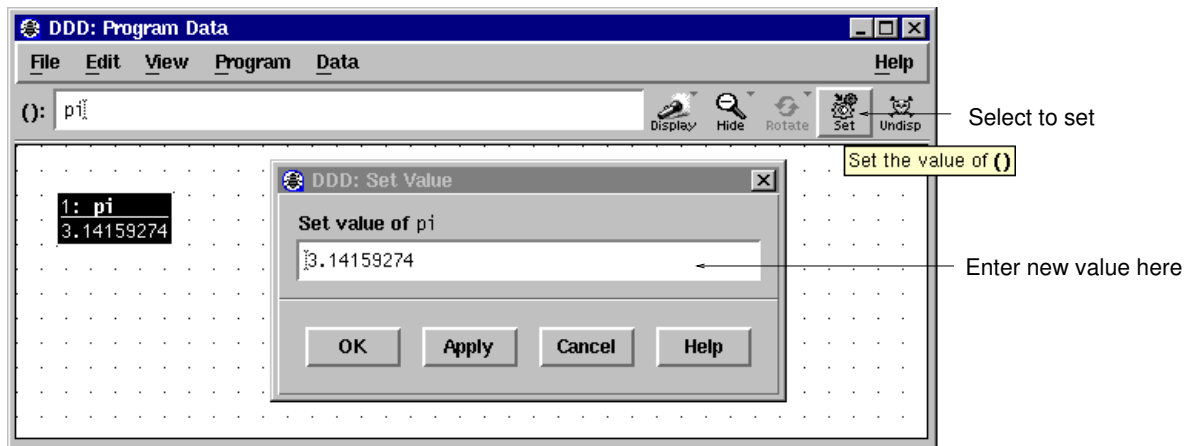 DDD: Program Data
File Edit View Program Data Help
(): pi
Display Hide Rotate Set Undisp
Select to set
Set the value of ()
DDD: Set Value
1: pi
3.14159274
Set value of pi
3.14159274
Enter new value here
OK Apply Cancel Help